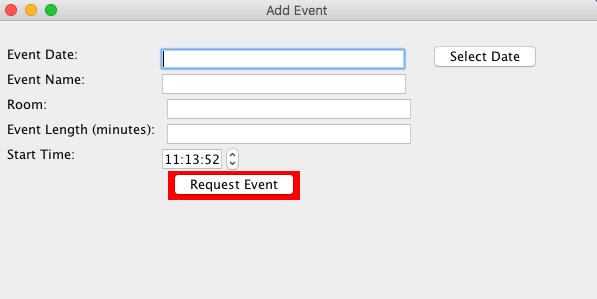 Add Event
Event Date: Select Date
Event Name:
Room:
Event Length (minutes):
Start Time: 11:13:52
Request Event